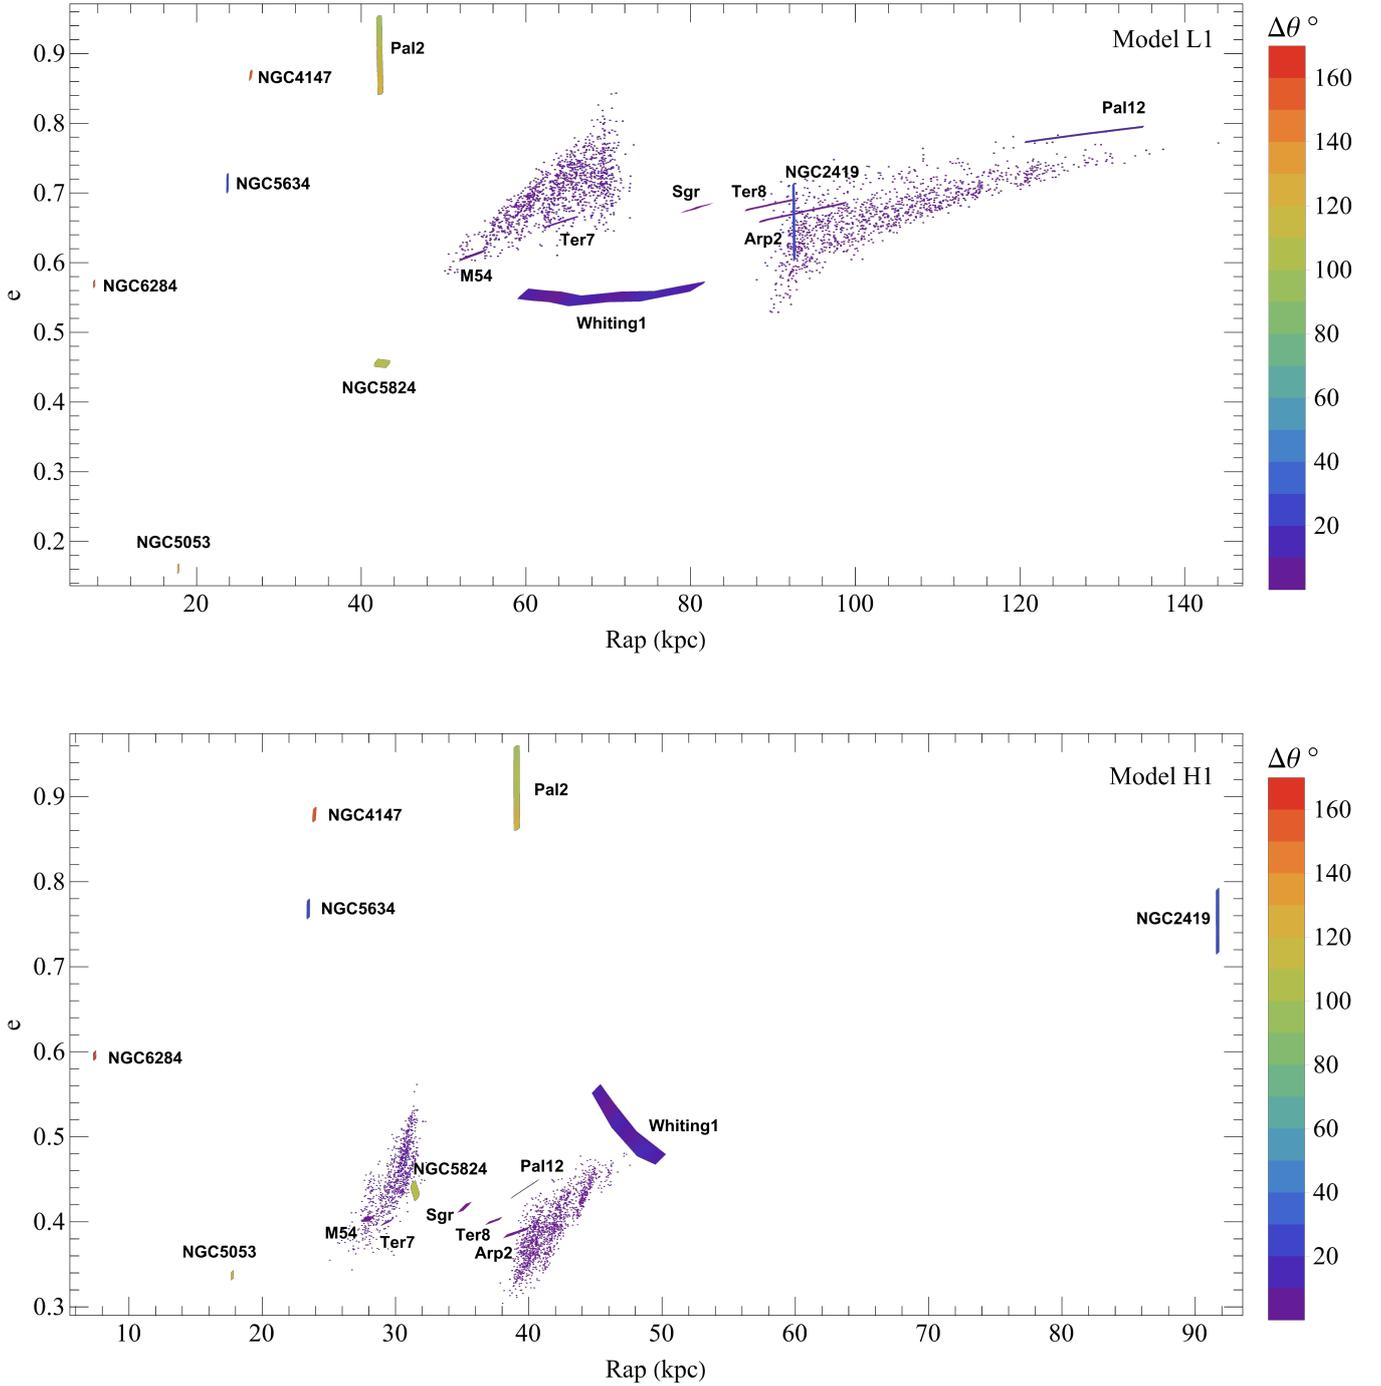 Model L1
Δθ °
Pal2
NGC4147
NGC5634
NGC6284
NGC5824
NGC5053
Pal12
NGC2419
Sgr
Ter8
Arp2
Ter7
M54
Whiting1
0.9
0.8
0.7
0.6
0.5
0.4
0.3
0.2
e
20
40
60
80
100
120
140
Rap (kpc)
160
140
120
100
80
60
40
20
Model H1
Δθ °
Pal2
NGC4147
NGC5634
NGC2419
NGC6284
Whiting1
NGC5824
Pal12
Sgr
M54
Ter7
Ter8
Arp2
NGC5053
0.9
0.8
0.7
0.6
0.5
0.4
0.3
e
10
20
30
40
50
60
70
80
90
Rap (kpc)
160
140
120
100
80
60
40
20